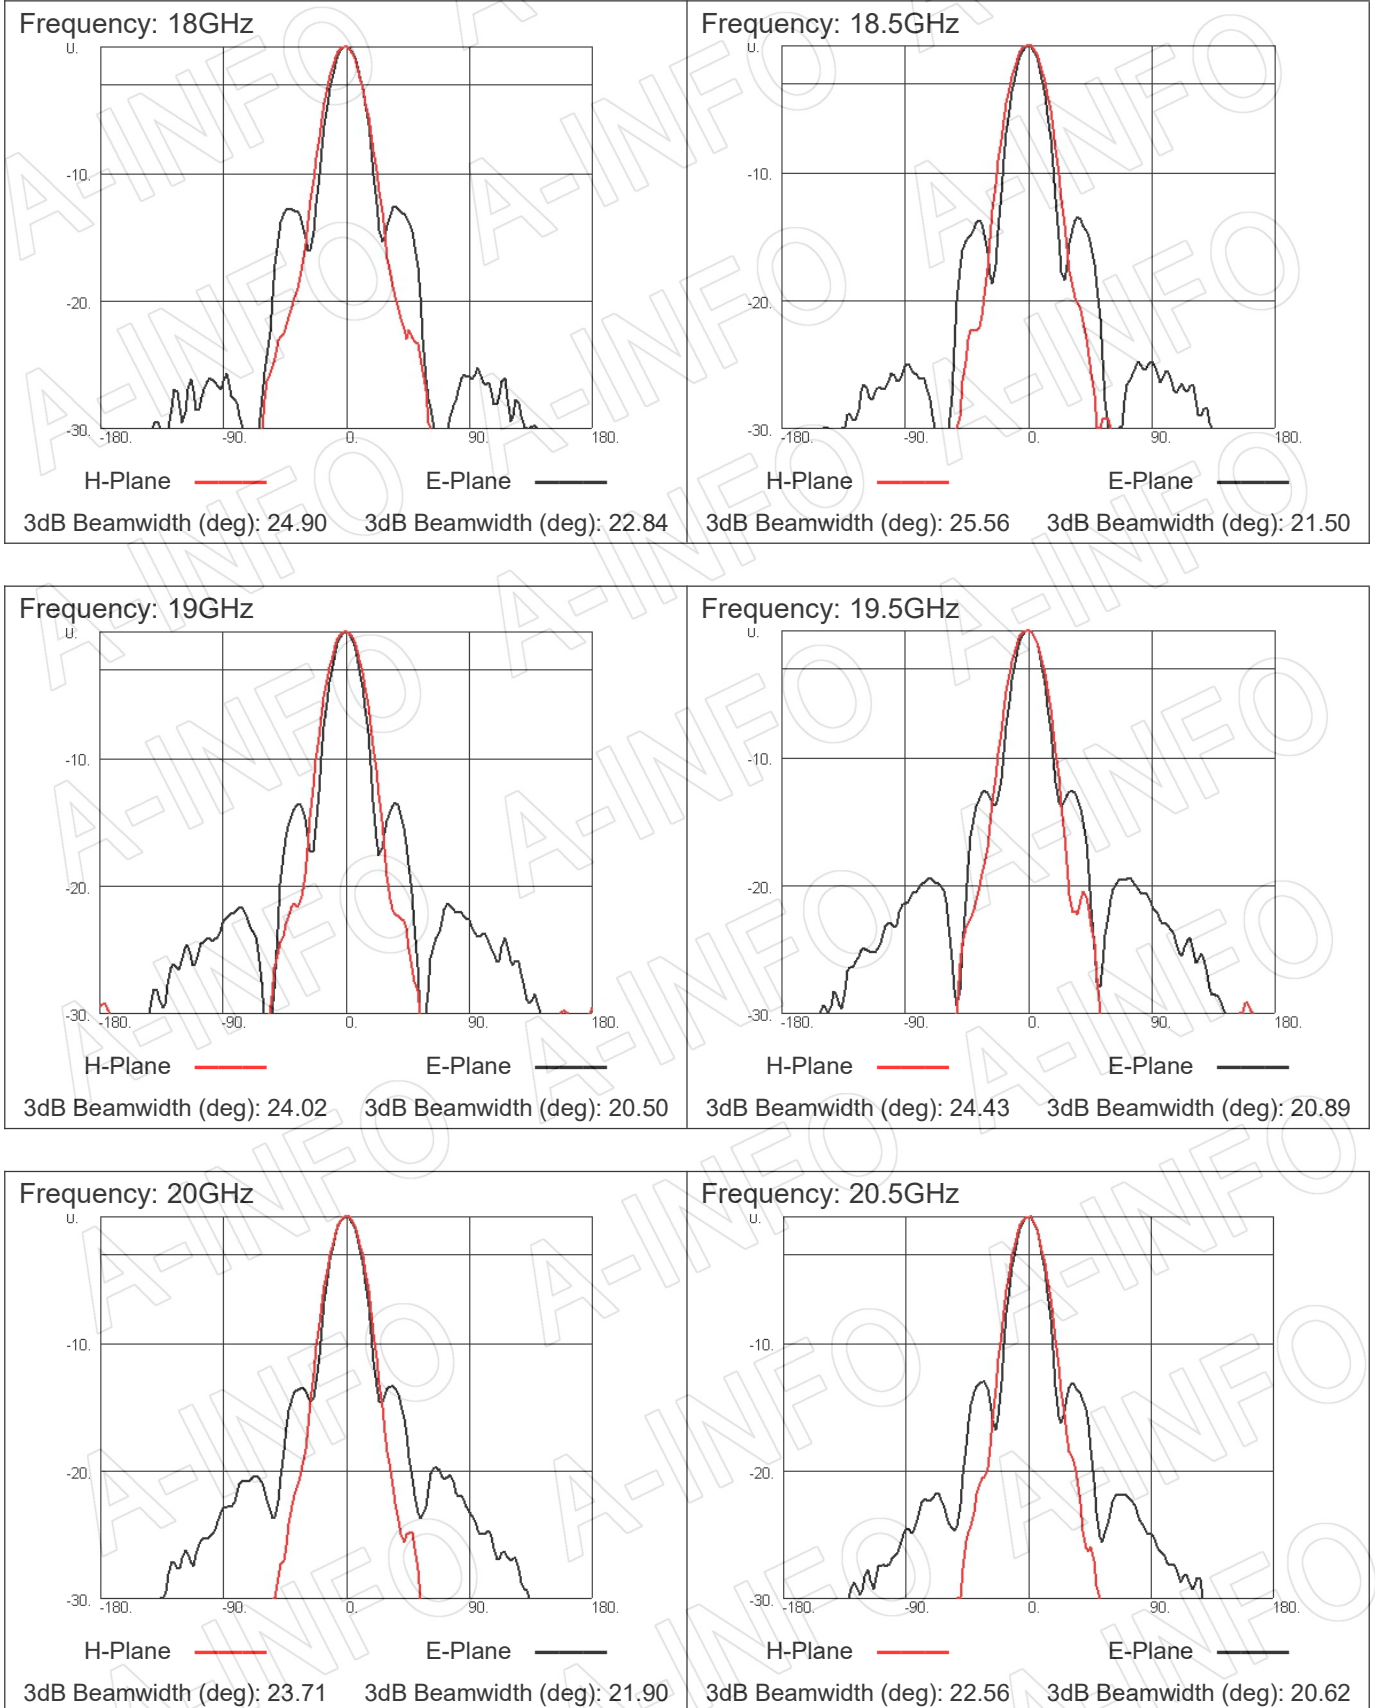 Frequency: 18GHz
Frequency: 18.5GHz
U.
-10.
-20.
-30.
-180.
-90.
0.
90.
180.
U.
-10.
-20.
-30.
-180.
-90.
0.
90.
180.
H-Plane
E-Plane
H-Plane
E-Plane
3dB Beamwidth (deg): 24.90
3dB Beamwidth (deg): 22.84
3dB Beamwidth (deg): 25.56
3dB Beamwidth (deg): 21.50
Frequency: 19GHz
Frequency: 19.5GHz
U.
-10.
-20.
-30.
-180.
-90.
0.
90.
180.
U.
-10.
-20.
-30.
-180.
-90.
0.
90.
180.
H-Plane
E-Plane
H-Plane
E-Plane
3dB Beamwidth (deg): 24.02
3dB Beamwidth (deg): 20.50
3dB Beamwidth (deg): 24.43
3dB Beamwidth (deg): 20.89
Frequency: 20GHz
Frequency: 20.5GHz
U.
-10.
-20.
-30.
-180.
-90.
0.
90.
180.
U.
-10.
-20.
-30.
-180.
-90.
0.
90.
180.
H-Plane
E-Plane
H-Plane
E-Plane
3dB Beamwidth (deg): 23.71
3dB Beamwidth (deg): 21.90
3dB Beamwidth (deg): 22.56
3dB Beamwidth (deg): 20.62
A-INFO